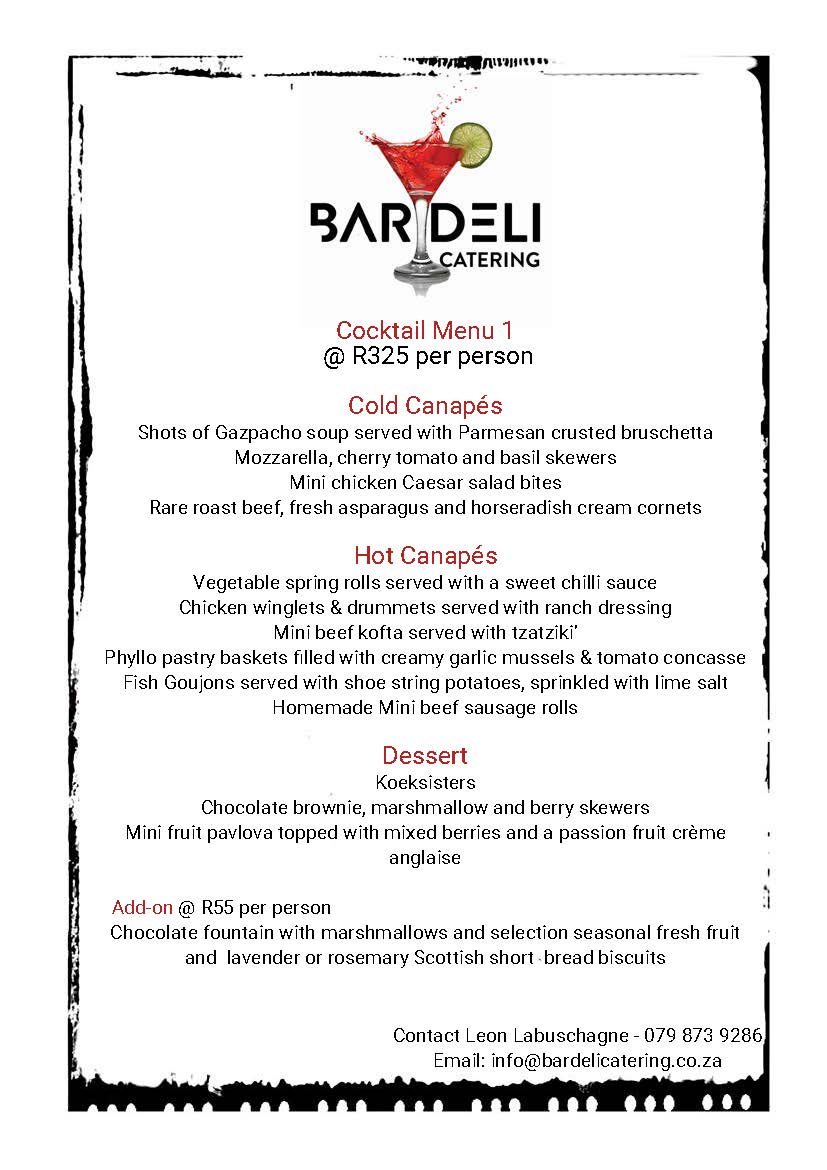 BAR DELI
CATERING
Cocktail Menu 1
@ R325 per person
Cold Canapés
Shots of Gazpacho soup served with Parmesan crusted bruschetta
Mozzarella, cherry tomato and basil skewers
Mini chicken Caesar salad bites
Rare roast beef, fresh asparagus and horseradish cream cornets
Hot Canapés
Vegetable spring rolls served with a sweet chilli sauce
Chicken winglets & drummets served with ranch dressing
Mini beef kofta served with tzatziki'
Phyllo pastry baskets filled with creamy garlic mussels & tomato concasse
Fish Goujons served with shoe string potatoes, sprinkled with lime salt
Homemade Mini beef sausage rolls
Dessert
Koeksisters
Chocolate brownie, marshmallow and berry skewers
Mini fruit pavlova topped with mixed berries and a passion fruit crème
anglaise
Add-on @ R55 per person
Chocolate fountain with marshmallows and selection seasonal fresh fruit
and lavender or rosemary Scottish short bread biscuits
Contact Leon Labuschagne - 079 873 9286
Email: info@bardelicatering.co.za